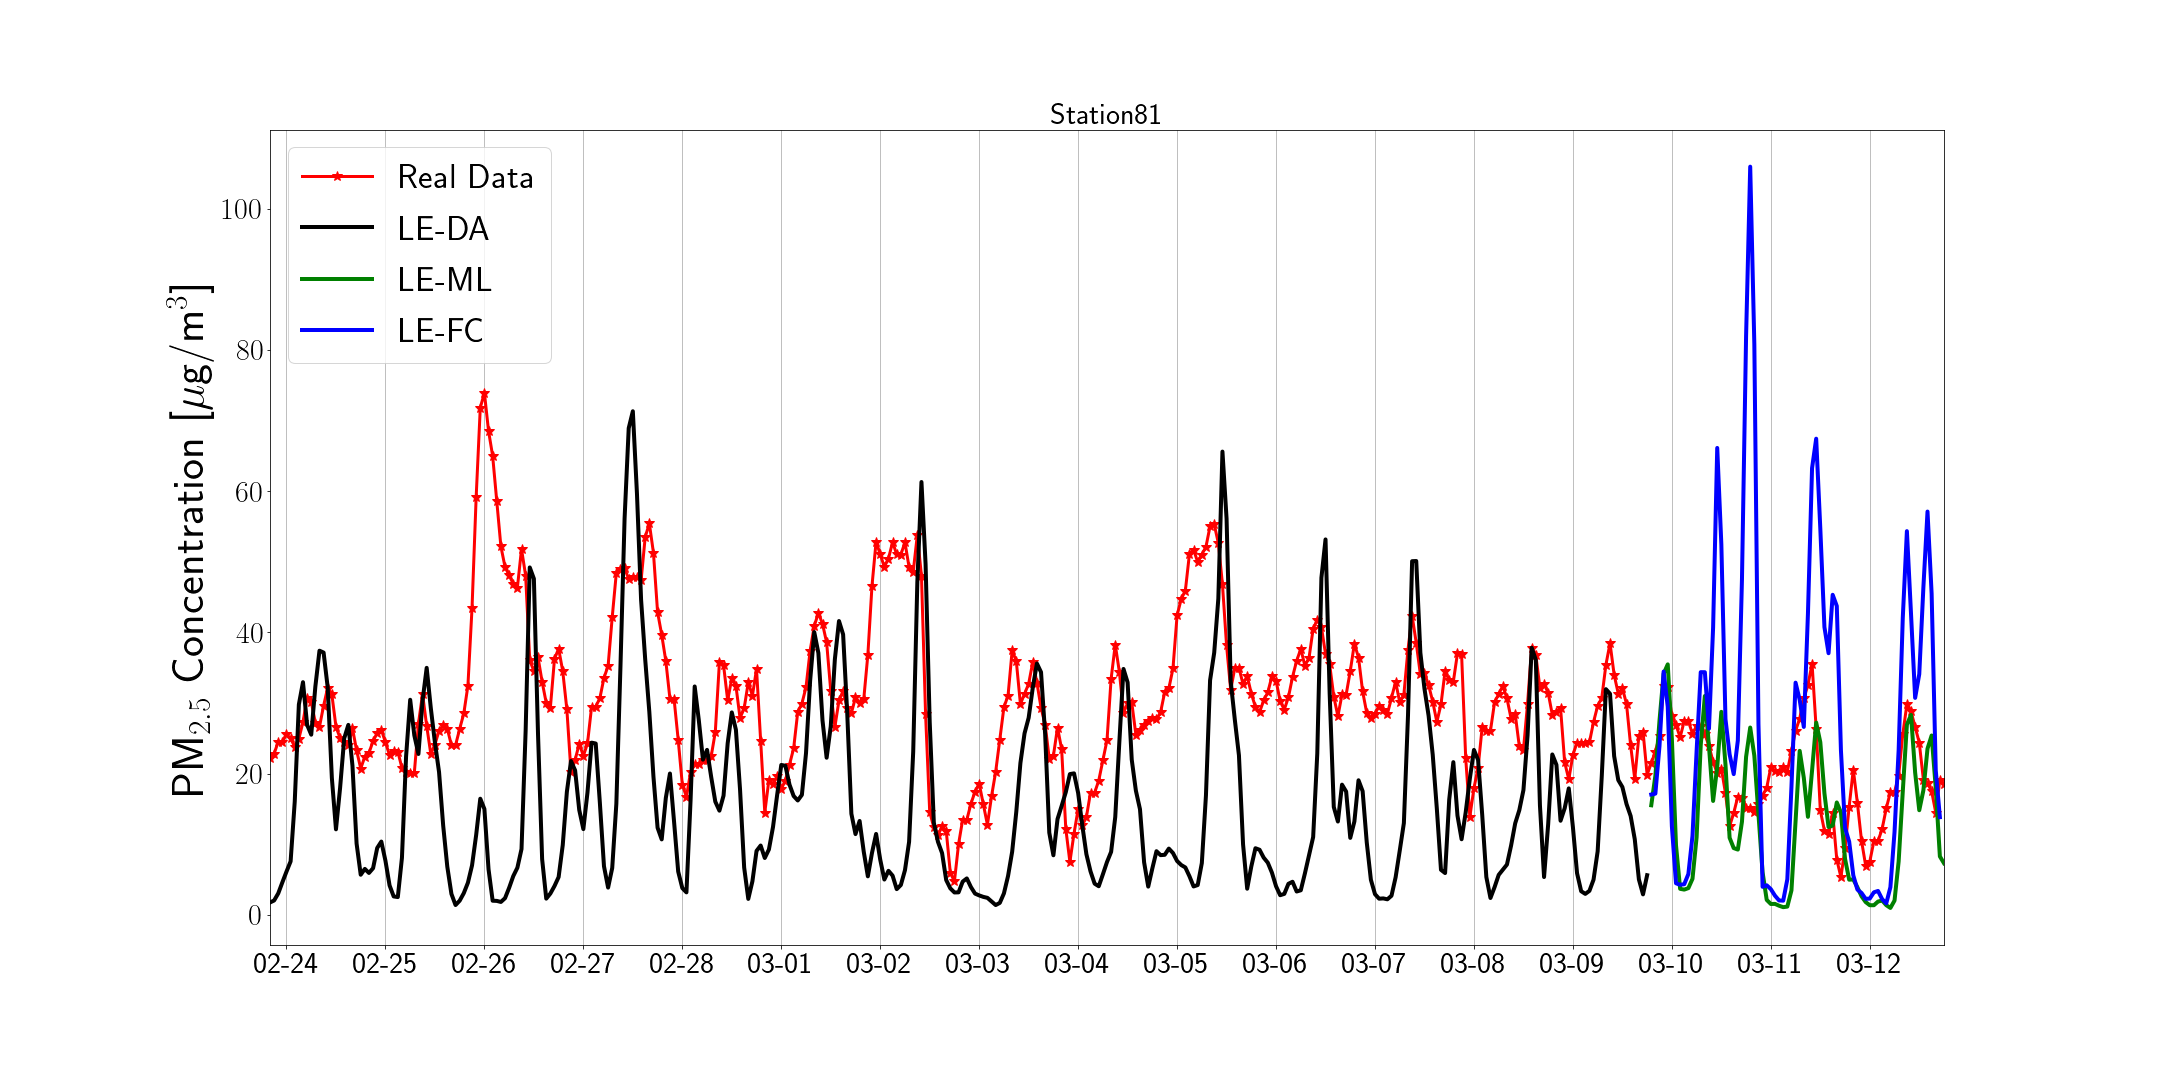 Station81
Real Data
LE-DA
LE-ML
LE-FC
PM2.5 Concentration [μg/m³]
100
80
60
40
20
0
02-24 02-25 02-26 02-27 02-28 03-01 03-02 03-03 03-04 03-05 03-06 03-07 03-08 03-09 03-10 03-11 03-12